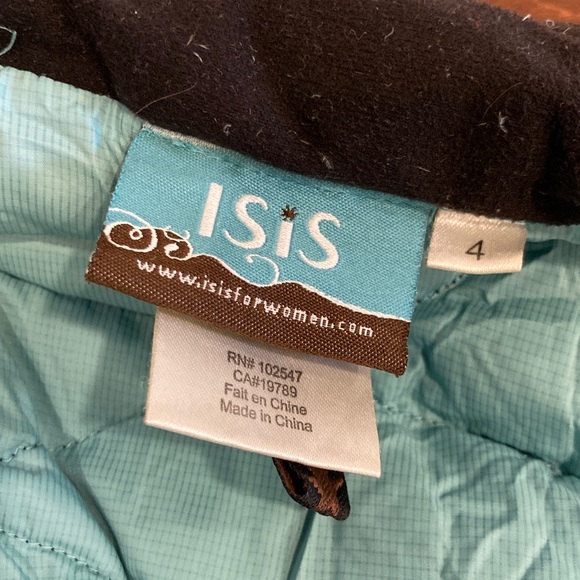 ISiS
www.isisforwomen.com
4
RN# 102547
CA#19789
Fait en Chine
Made in China